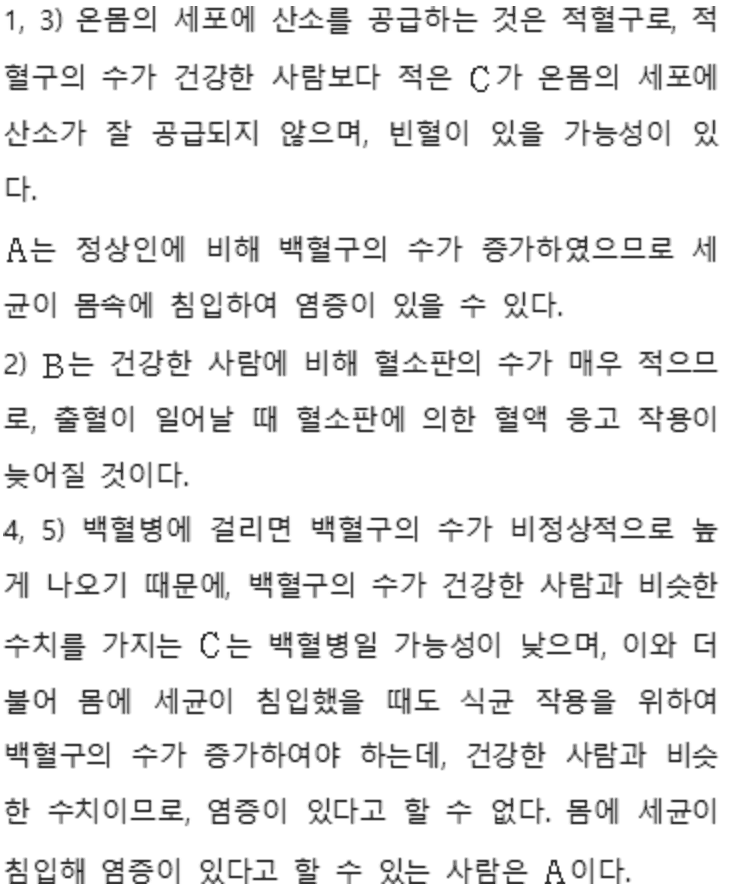 1, 3) 온몸의 세포에 산소를 공급하는 것은 적혈구로, 적
혈구의 수가 건강한 사람보다 적은 C가 온몸의 세포에
산소가 잘 공급되지 않으며, 빈혈이 있을 가능성이 있
다.
A는 정상인에 비해 백혈구의 수가 증가하였으므로 세
균이 몸속에 침입하여 염증이 있을 수 있다.
2) B는 건강한 사람에 비해 혈소판의 수가 매우 적으므
로, 출혈이 일어날 때 혈소판에 의한 혈액 응고 작용이
늦어질 것이다.
4, 5) 백혈병에 걸리면 백혈구의 수가 비정상적으로 높
게 나오기 때문에, 백혈구의 수가 건강한 사람과 비슷한
수치를 가지는 C는 백혈병일 가능성이 낮으며, 이와 더
불어 몸에 세균이 침입했을 때도 식균 작용을 위하여
백혈구의 수가 증가하여야 하는데, 건강한 사람과 비슷
한 수치이므로, 염증이 있다고 할 수 없다. 몸에 세균이
침입해 염증이 있다고 할 수 있는 사람은 A이다.